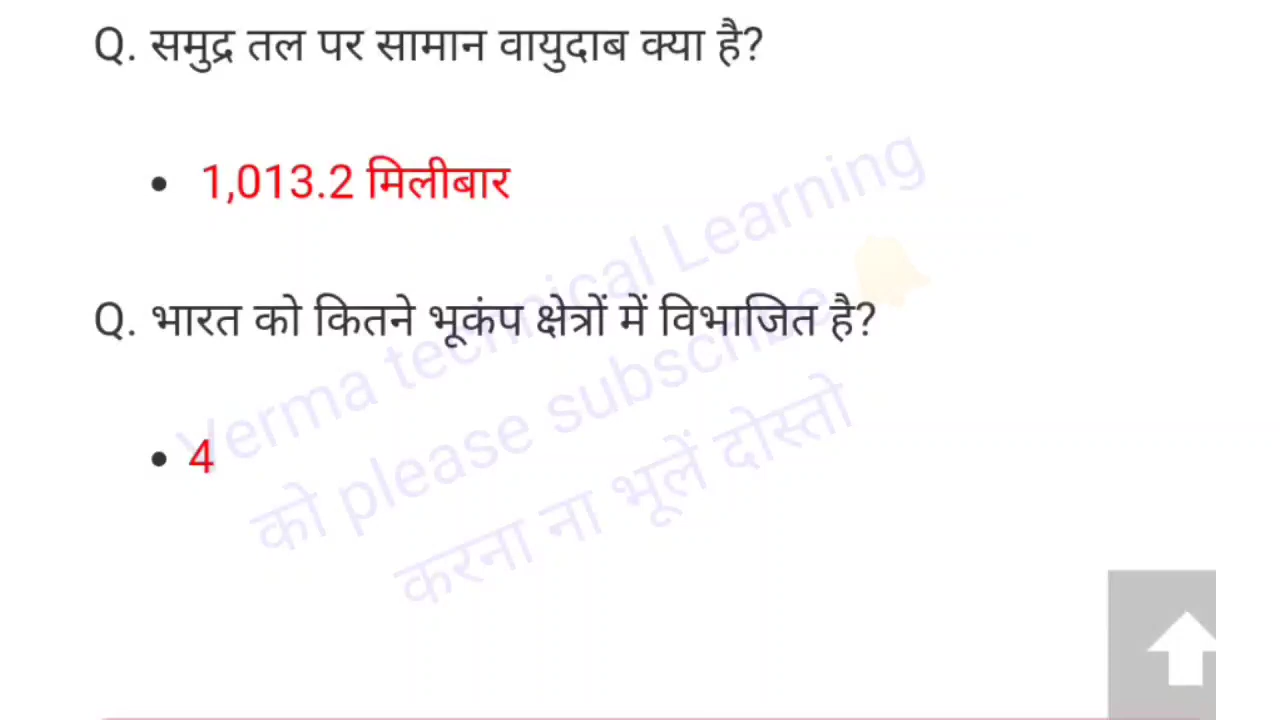 Q. समुद्र तल पर सामान वायुदाब क्या है?
• 1,013.2 मिलीबार
Q. भारत को कितने भूकंप क्षेत्रों में विभाजित है?
• 4
Verma technical Learning
को please subscribe 🔔
करना ना भूलें दोस्तो